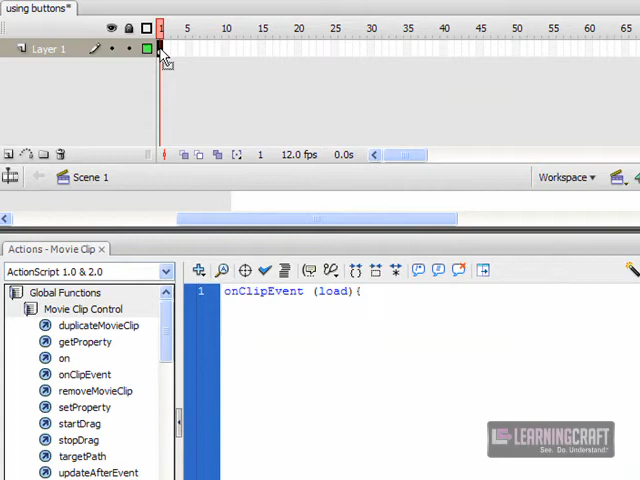 using buttons*
1 5 10 15 20 25 30 35 40 45 50 55 60 65
Layer 1
1 12.0 fps 0.0s
Scene 1
Workspace
Actions - Movie Clip
ActionScript 1.0 & 2.0
Global Functions
Movie Clip Control
duplicateMovieClip
getProperty
on
onClipEvent
removeMovieClip
setProperty
startDrag
stopDrag
targetPath
updateAfterEvent
1 onClipEvent (load){
LEARNINGCRAFT
See. Do. Understand!